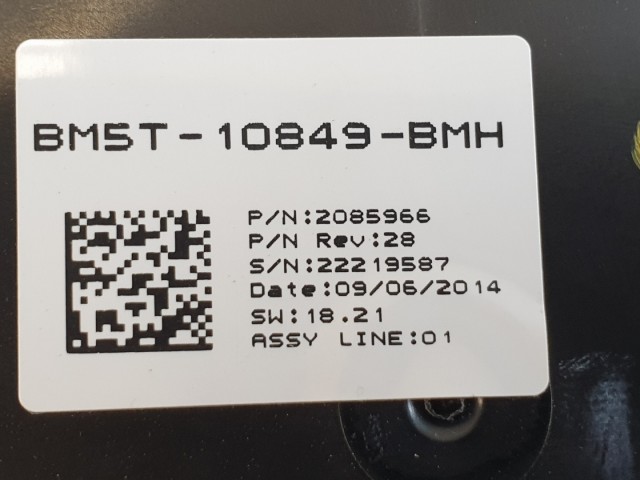 BM5T-10849-BMH
P/N:2085966
P/N Rev:28
S/N:22219587
Date:09/06/2014
SW:18.21
ASSY LINE:01